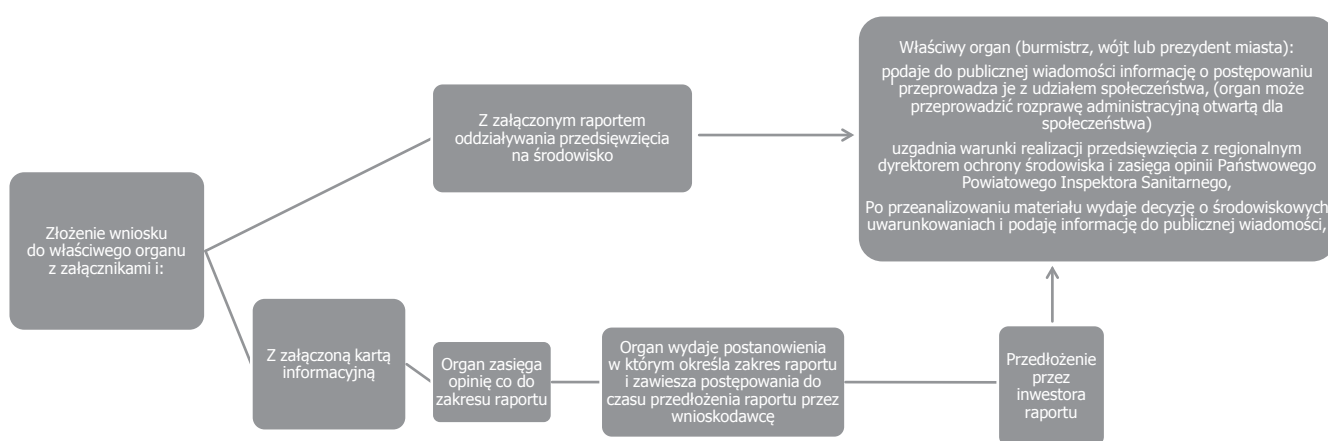 Złożenie wniosku
do właściwego organu
z załącznikami i:
Z załączonym raportem
oddziaływania przedsięwzięcia
na środowisko
Właściwy organ (burmistrz, wójt lub prezydent miasta):
podaje do publicznej wiadomości informację o postępowaniu
przeprowadza je z udziałem społeczeństwa, (organ może
przeprowadzić rozprawę administracyjną otwartą dla
społeczeństwa)
uzgadnia warunki realizacji przedsięwzięcia z regionalnym
dyrektorem ochrony środowiska i zasięga opinii Państwowego
Powiatowego Inspektora Sanitarnego,
Po przeanalizowaniu materiału wydaje decyzję o środowiskowych
uwarunkowaniach i podaję informację do publicznej wiadomości,
Z załączoną kartą
informacyjną
Organ zasięga
opinię co do
zakresu raportu
Organ wydaje postanowienia
w którym określa zakres raportu
i zawiesza postępowania do
czasu przedłożenia raportu przez
wnioskodawcę
Przedłożenie
przez
inwestora
raportu